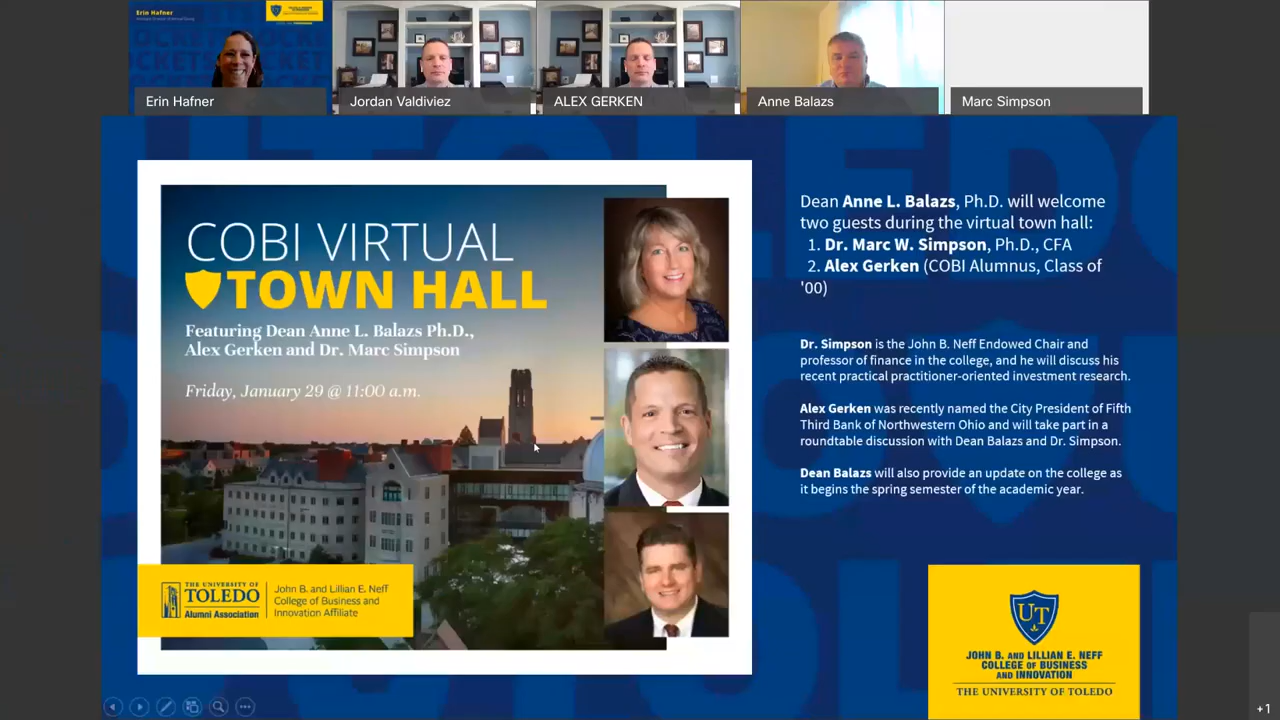 Erin Hafner
Erin Hafner
Jordan Valdiviez
ALEX GERKEN
Anne Balazs
Marc Simpson
COBI VIRTUAL
TOWN HALL
Featuring Dean Anne L. Balazs Ph.D.,
Alex Gerken and Dr. Marc Simpson
Friday, January 29 @ 11:00 a.m.
THE UNIVERSITY OF
TOLEDO
Alumni Association
John B. and Lillian E. Neff
College of Business and
Innovation Affiliate
Dean Anne L. Balazs, Ph.D. will welcome
two guests during the virtual town hall:
1. Dr. Marc W. Simpson, Ph.D., CFA
2. Alex Gerken (COBI Alumnus, Class of
'00)
Dr. Simpson is the John B. Neff Endowed Chair and
professor of finance in the college, and he will discuss his
recent practical practitioner-oriented investment research.
Alex Gerken was recently named the City President of Fifth
Third Bank of Northwestern Ohio and will take part in a
roundtable discussion with Dean Balazs and Dr. Simpson.
Dean Balazs will also provide an update on the college as
it begins the spring semester of the academic year.
UT
JOHN B. AND LILLIAN E. NEFF
COLLEGE OF BUSINESS
AND INNOVATION
THE UNIVERSITY OF TOLEDO
+1